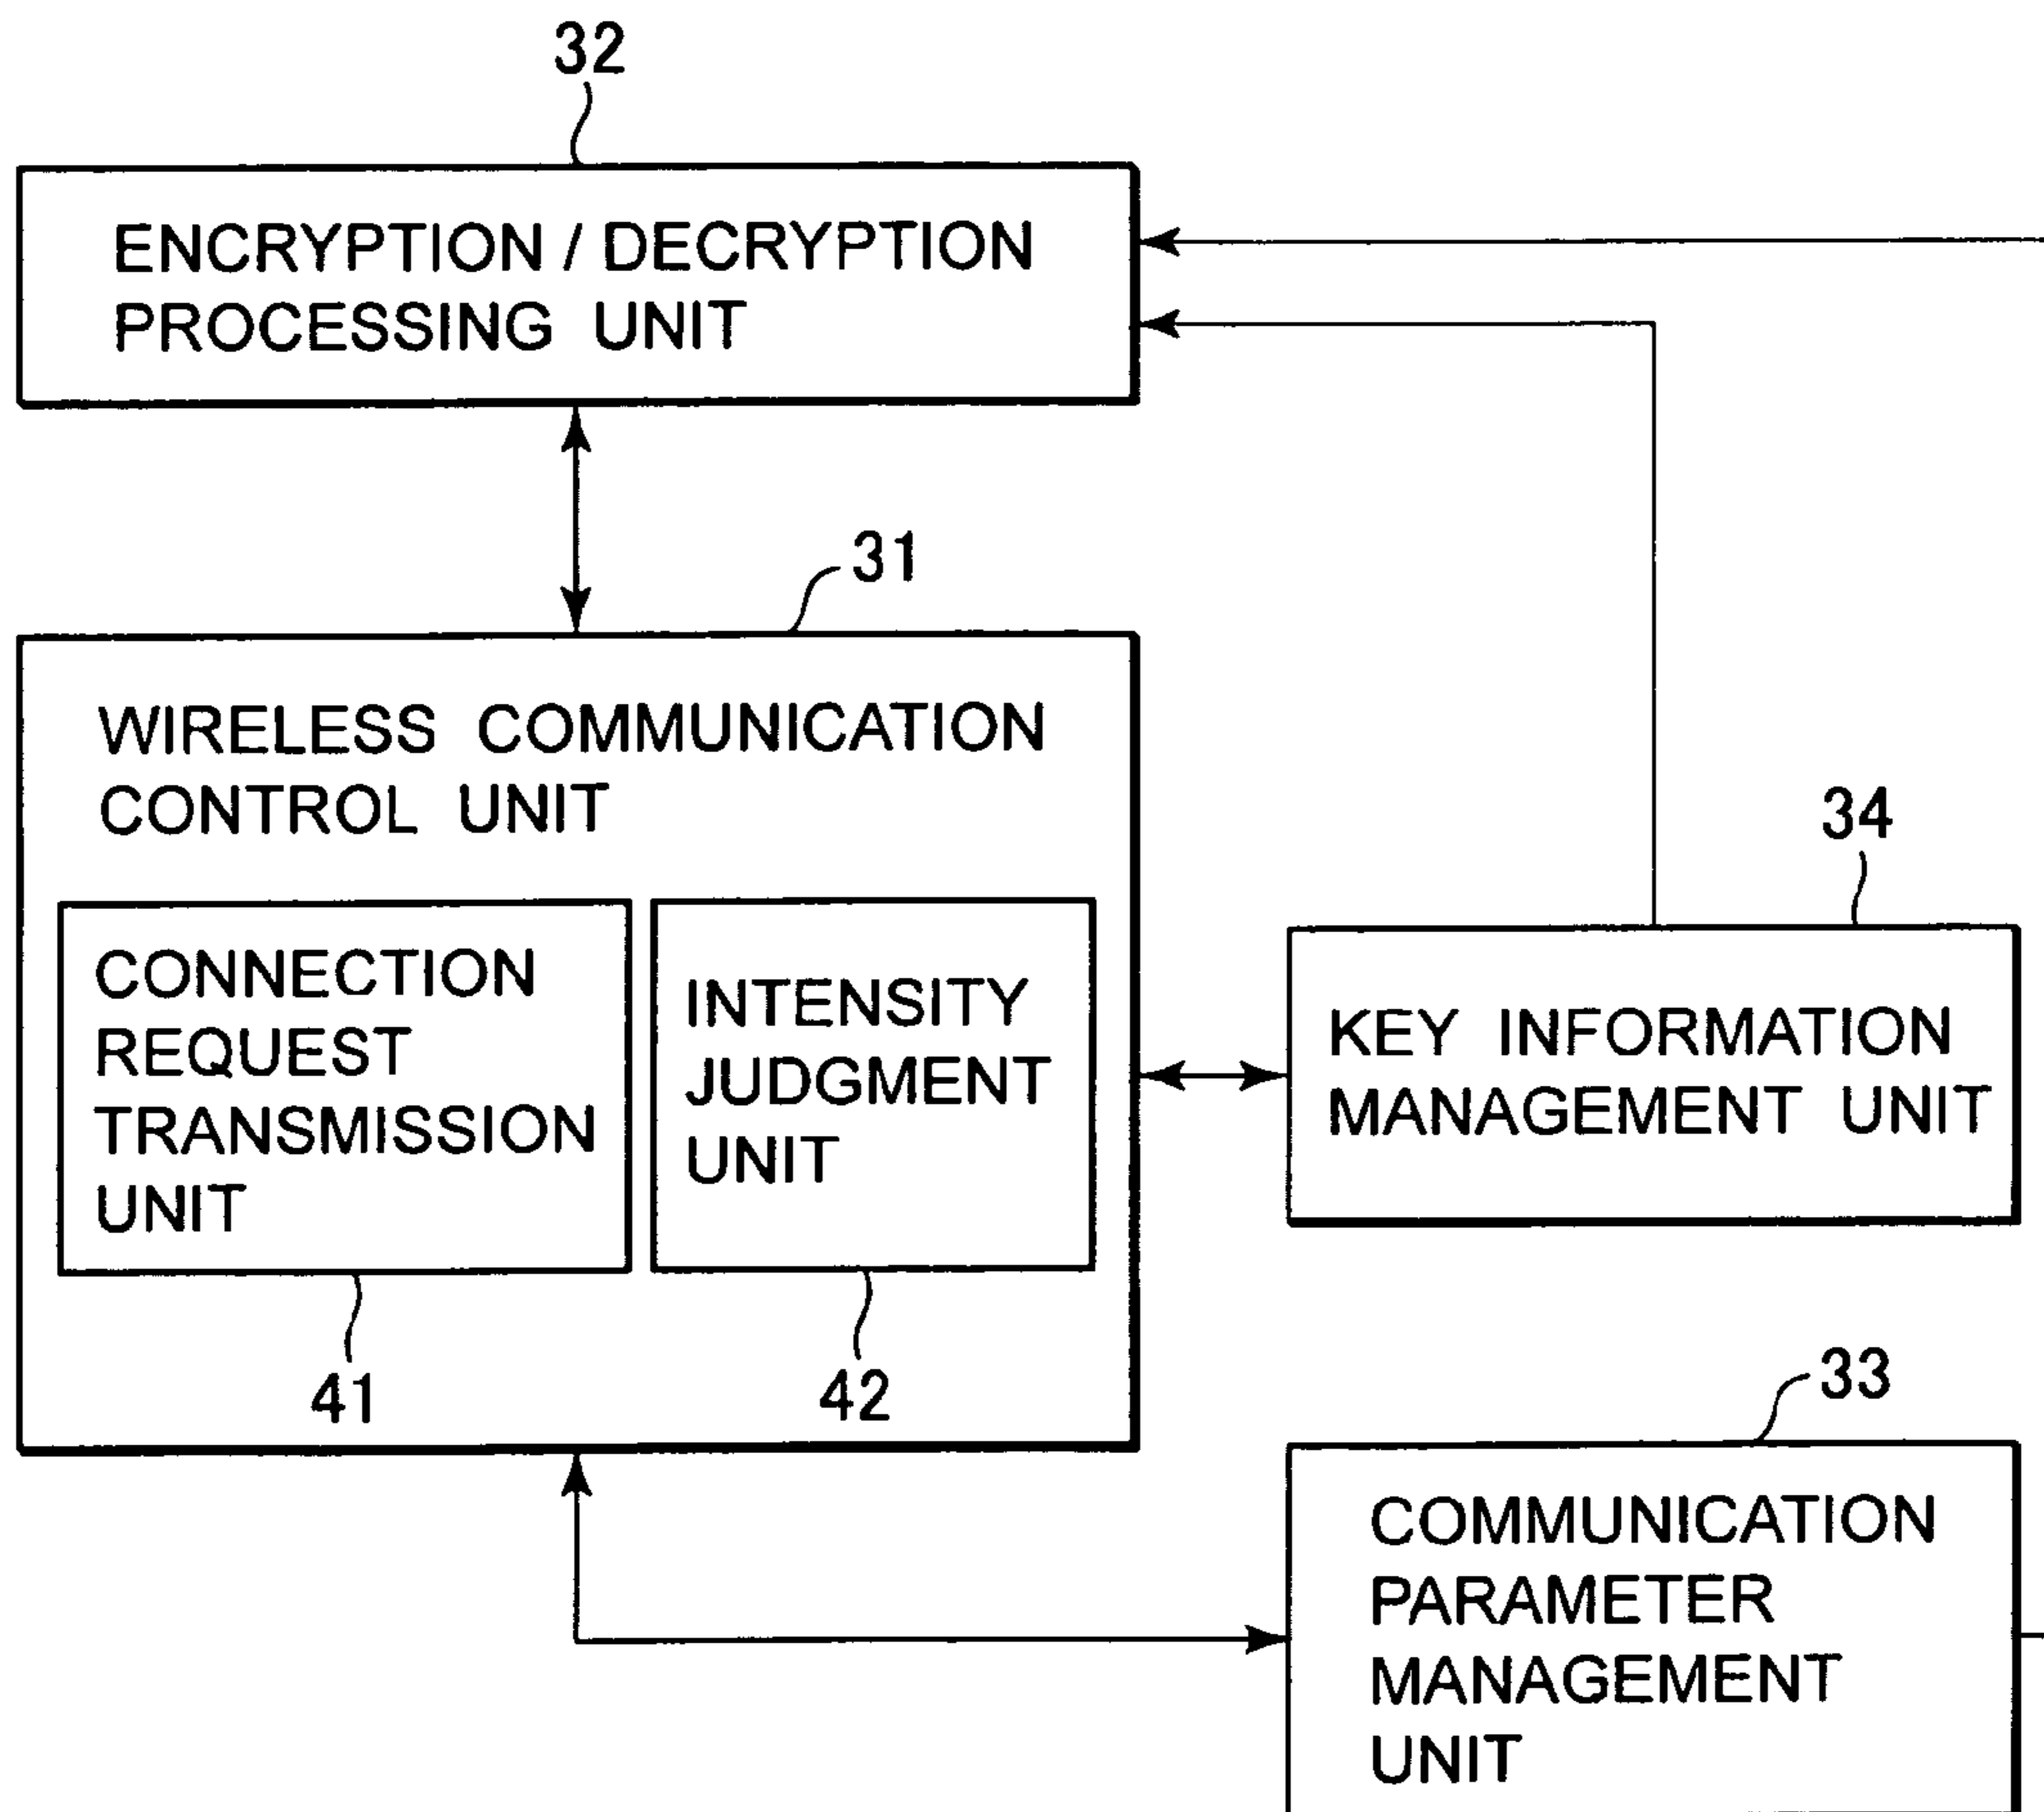 32
ENCRYPTION / DECRYPTION
PROCESSING UNIT
31
WIRELESS COMMUNICATION
CONTROL UNIT
34
CONNECTION
REQUEST
TRANSMISSION
UNIT
INTENSITY
JUDGMENT
UNIT
KEY INFORMATION
MANAGEMENT UNIT
41
42
33
COMMUNICATION
PARAMETER
MANAGEMENT
UNIT